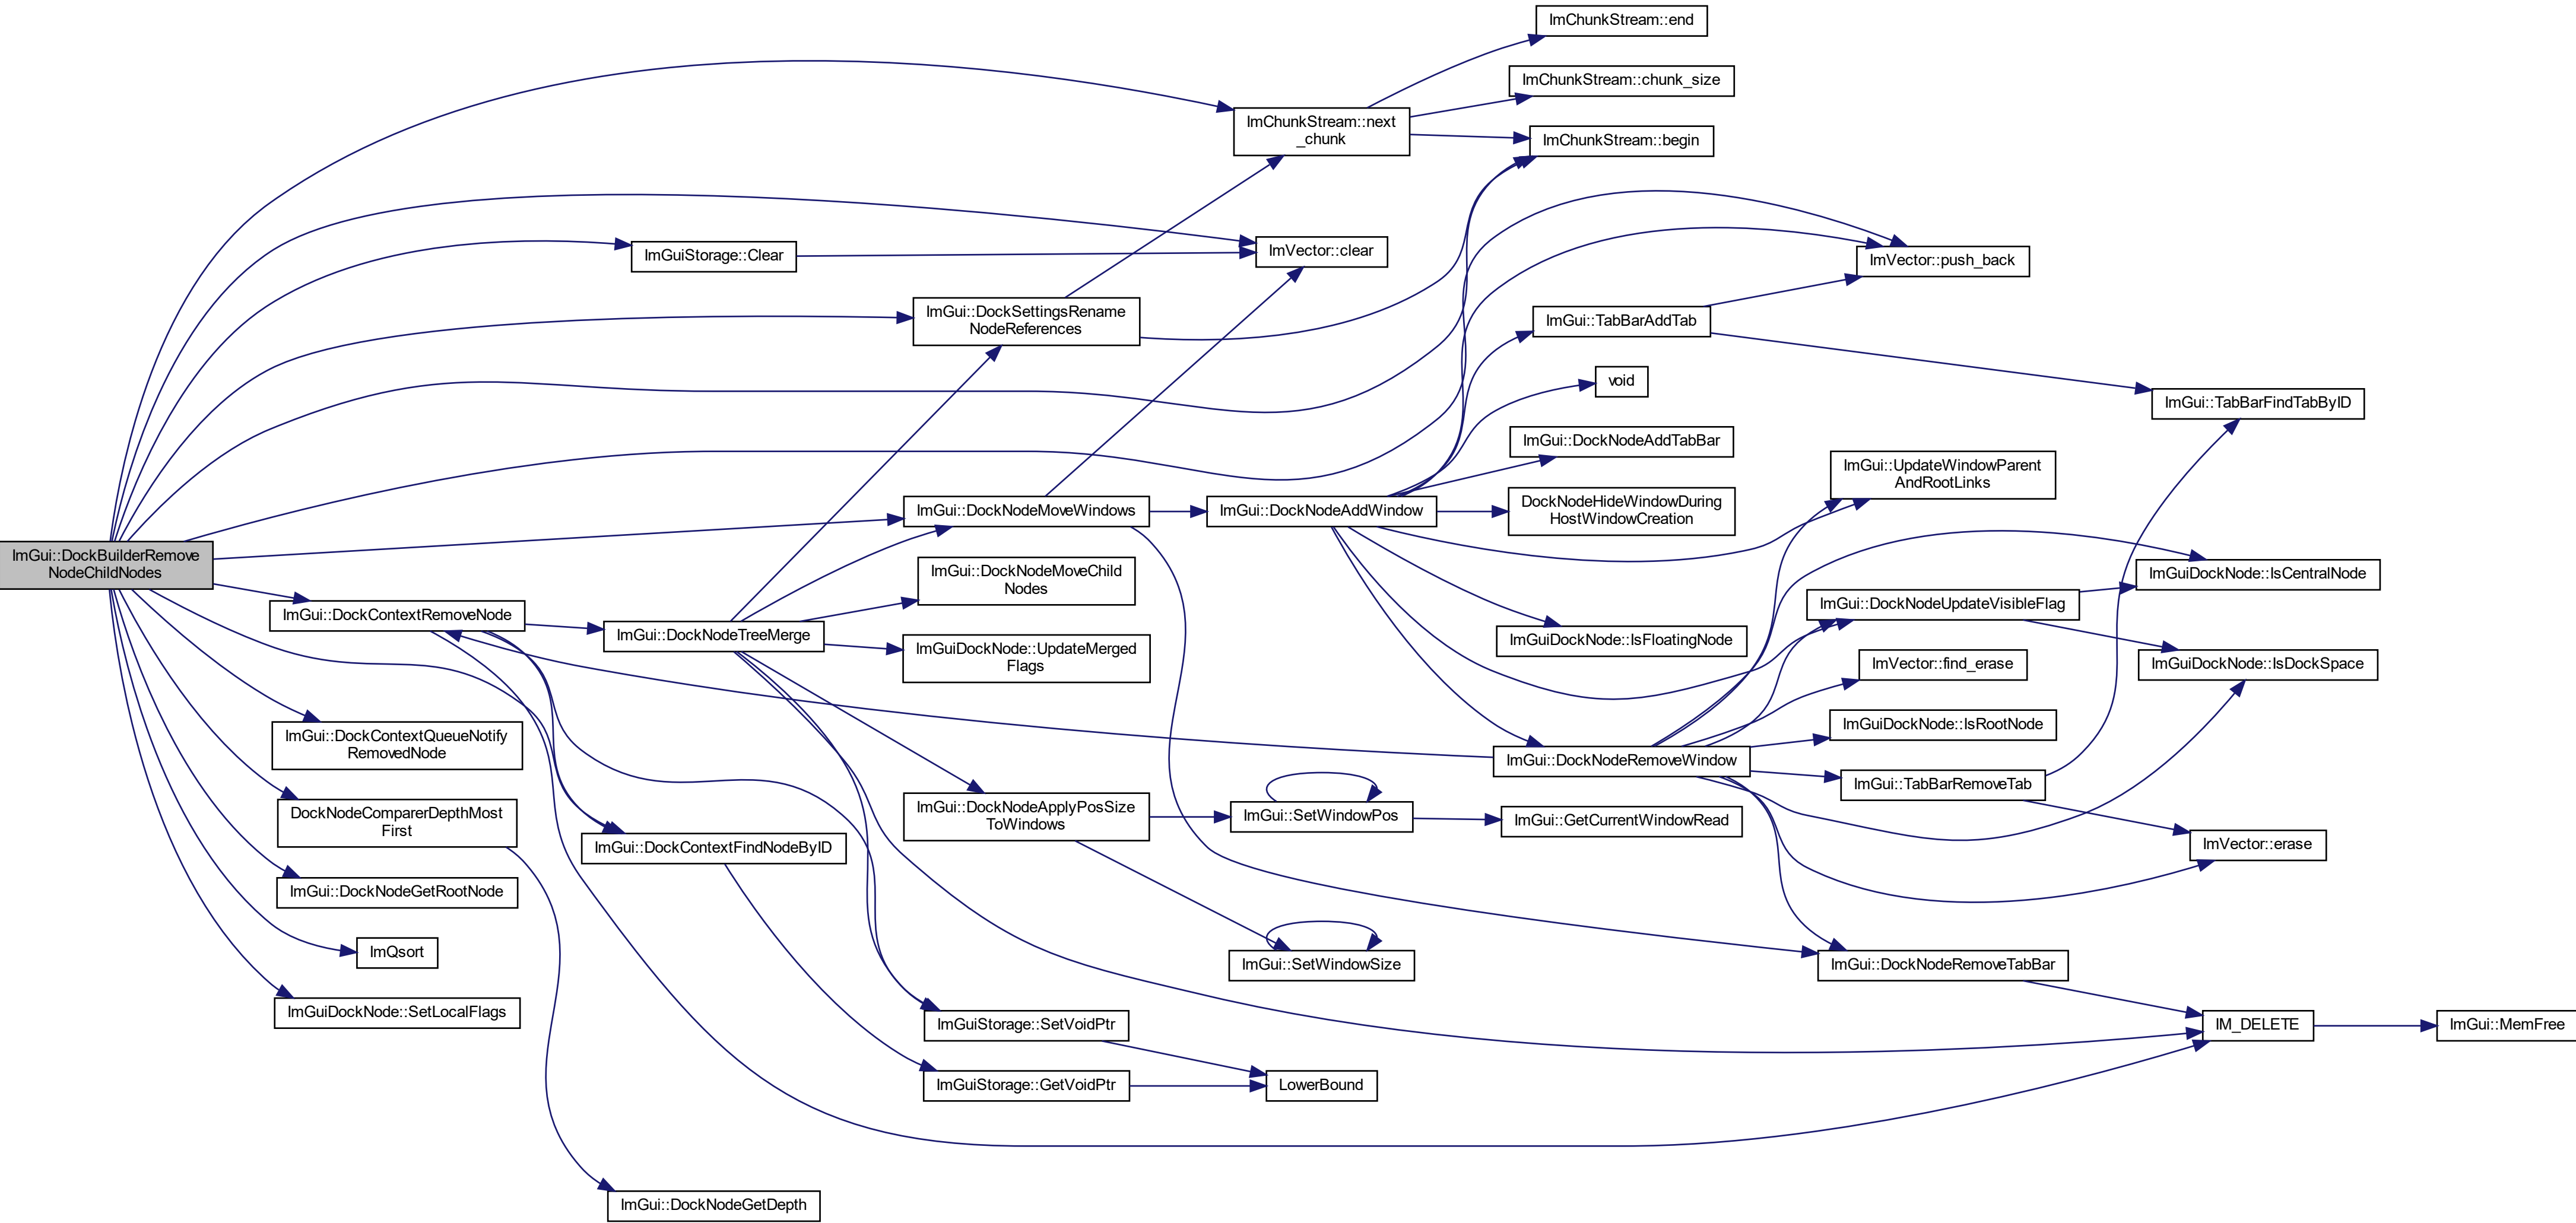 ImChunkStream::end
ImChunkStream::chunk_size
ImChunkStream::next
_chunk
ImChunkStream::begin
ImGuiStorage::Clear
ImVector::clear
ImVector::push_back
ImGui::DockSettingsRename
NodeReferences
ImGui::TabBarAddTab
void
ImGui::TabBarFindTabByID
ImGui::DockNodeAddTabBar
ImGui::UpdateWindowParent
AndRootLinks
ImGui::DockNodeMoveWindows
ImGui::DockNodeAddWindow
DockNodeHideWindowDuring
HostWindowCreation
ImGui::DockBuilderRemove
NodeChildNodes
ImGui::DockNodeMoveChild
Nodes
ImGuiDockNode::IsCentralNode
ImGui::DockContextRemoveNode
ImGui::DockNodeTreeMerge
ImGui::DockNodeUpdateVisibleFlag
ImGuiDockNode::IsFloatingNode
ImGuiDockNode::UpdateMerged
Flags
ImVector::find_erase
ImGuiDockNode::IsDockSpace
ImGui::DockContextQueueNotify
RemovedNode
ImGuiDockNode::IsRootNode
ImGui::DockNodeRemoveWindow
ImGui::TabBarRemoveTab
DockNodeComparerDepthMost
First
ImGui::DockNodeApplyPosSize
ToWindows
ImGui::SetWindowPos
ImGui::GetCurrentWindowRead
ImGui::DockContextFindNodeByID
ImVector::erase
ImGui::DockNodeGetRootNode
ImQsort
ImGui::SetWindowSize
ImGui::DockNodeRemoveTabBar
ImGuiDockNode::SetLocalFlags
ImGuiStorage::SetVoidPtr
IM_DELETE
ImGui::MemFree
ImGuiStorage::GetVoidPtr
LowerBound
ImGui::DockNodeGetDepth